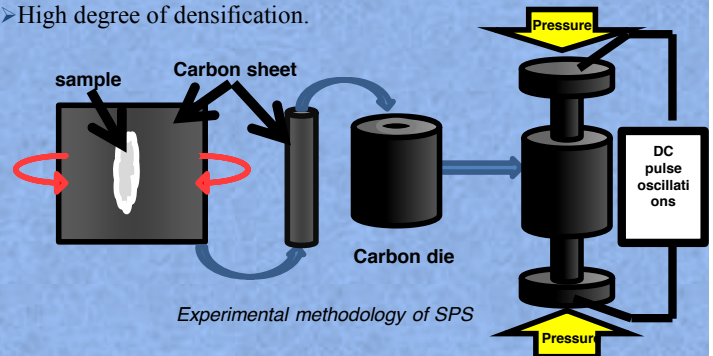 ➢High degree of densification.
Pressure
sample
Carbon sheet
DC
pulse
oscillati
ons
Carbon die
Experimental methodology of SPS
Pressure